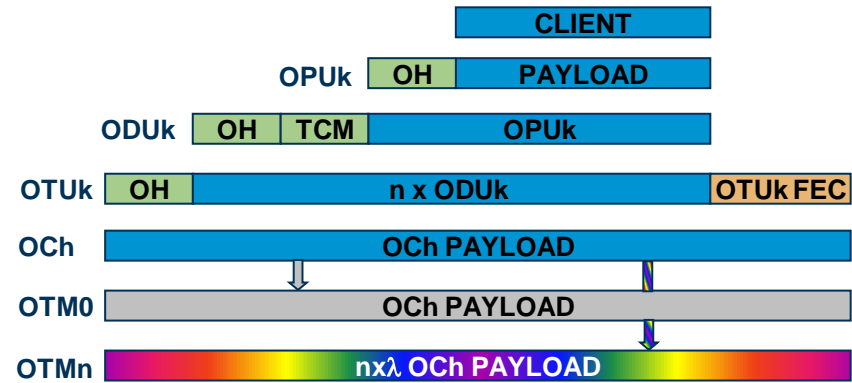 CLIENT
OPUk OH PAYLOAD
ODUk OH TCM OPUk
OTUk OH n x ODUk OTUk FEC
OCh OCh PAYLOAD
OTM0 OCh PAYLOAD
OTMn nxλ OCh PAYLOAD